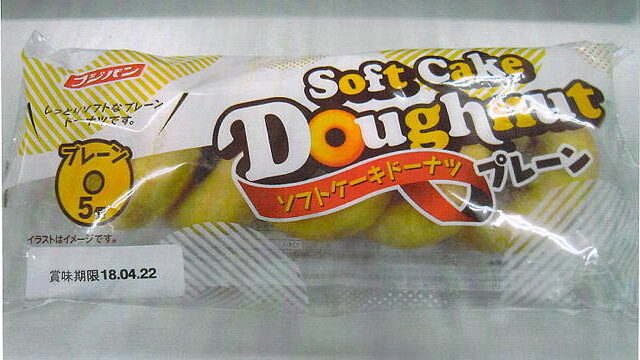 フジパン
しっとりソフトなプレーン
ドーナツです。
プレーン
5個
イラストはイメージです。
賞味期限18.04.22
Soft Cake
Doughnut
ソフトケーキドーナツ
プレーン